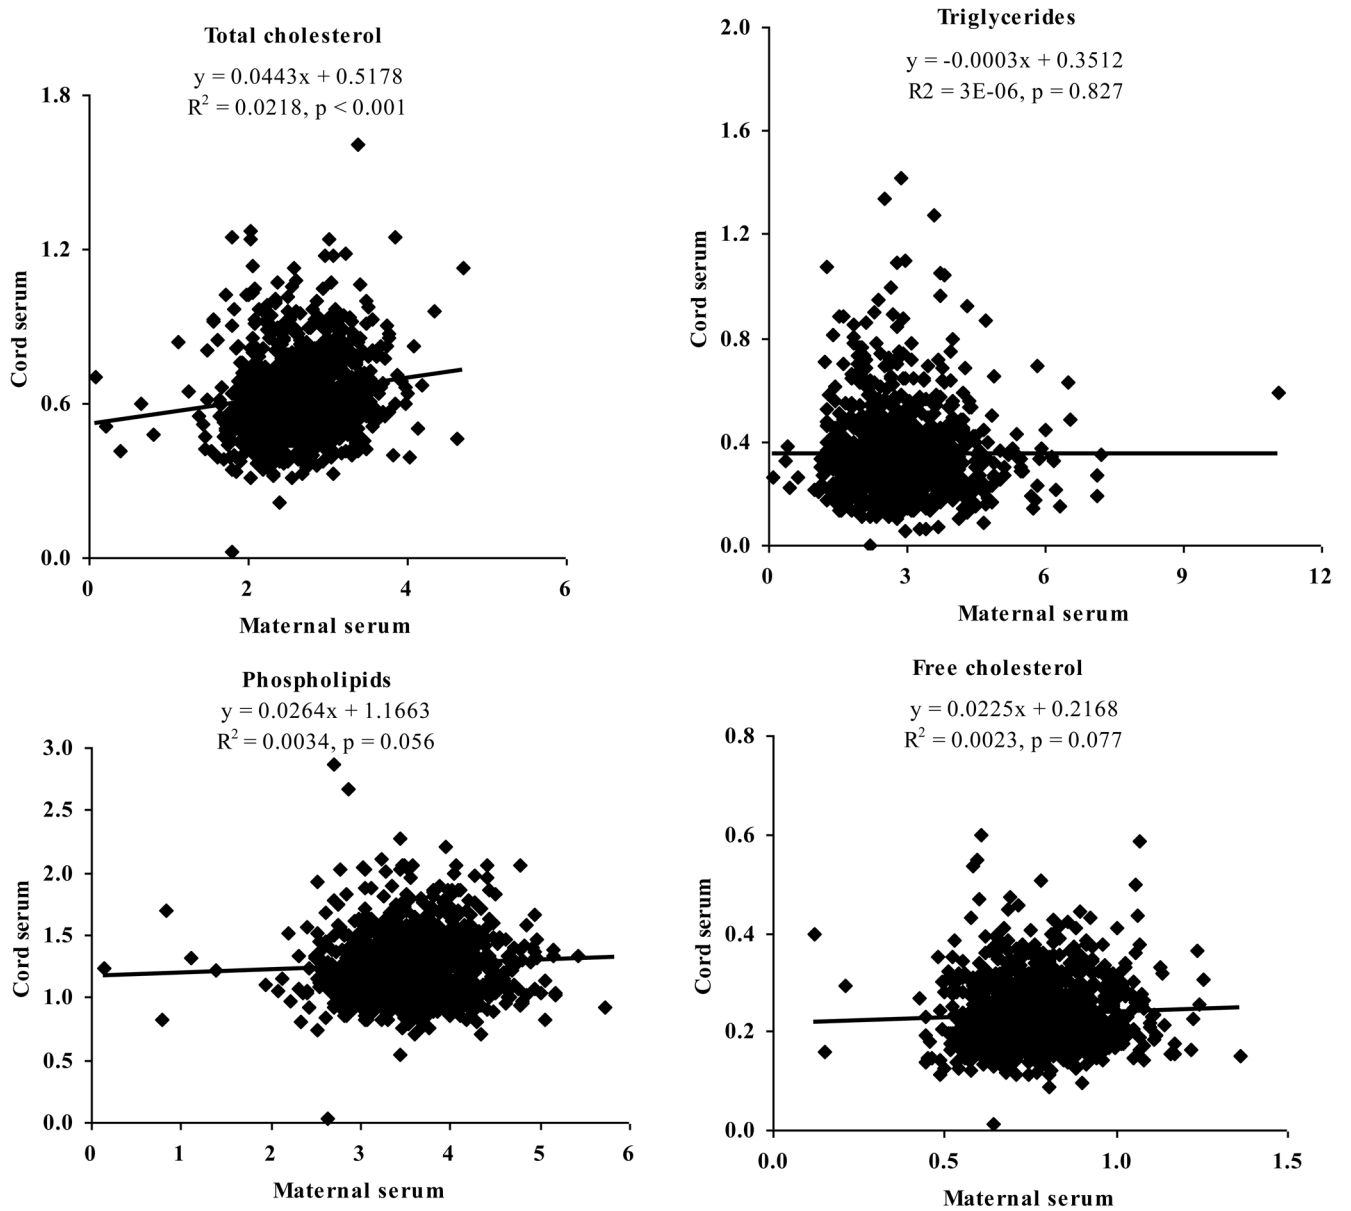 Total cholesterol
y = 0.0443x + 0.5178
R² = 0.0218, p < 0.001
1.8
1.2
0.6
0.0
Cord serum
0 2 4 6
Maternal serum
Triglycerides
y = -0.0003x + 0.3512
R2 = 3E-06, p = 0.827
2.0
1.6
1.2
0.8
0.4
0.0
Cord serum
0 3 6 9 12
Maternal serum
Phospholipids
y = 0.0264x + 1.1663
R² = 0.0034, p = 0.056
3.0
2.5
2.0
1.5
1.0
0.5
0.0
Cord serum
0 1 2 3 4 5 6
Maternal serum
Free cholesterol
y = 0.0225x + 0.2168
R² = 0.0023, p = 0.077
0.8
0.6
0.4
0.2
0.0
Cord serum
0.0 0.5 1.0 1.5
Maternal serum